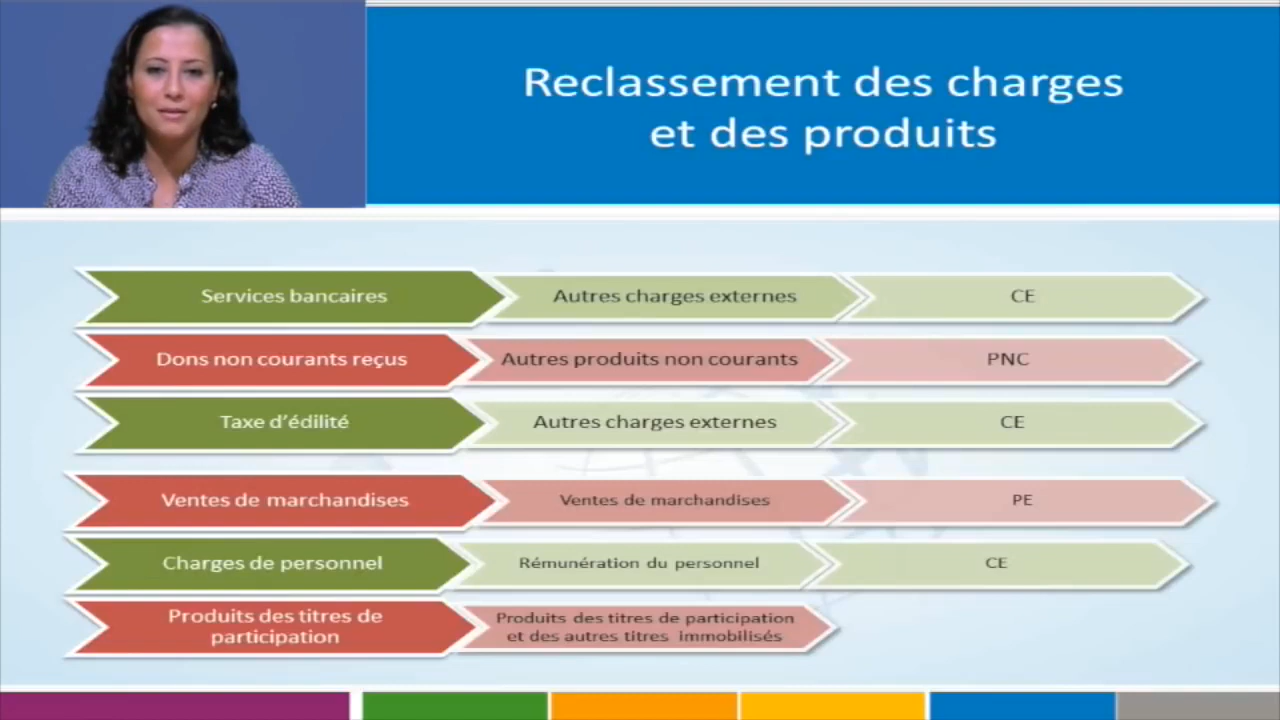 Reclassement des charges
et des produits
Services bancaires
Autres charges externes
CE
Dons non courants reçus
Autres produits non courants
PNC
Taxe d'édilité
Autres charges externes
CE
Ventes de marchandises
Ventes de marchandises
PE
Charges de personnel
Rémunération du personnel
CE
Produits des titres de
participation
Produits des titres de participation
et des autres titres immobilisés